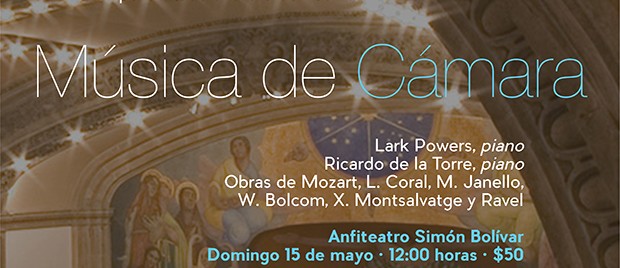 Música de Cámara
Lark Powers, piano
Ricardo de la Torre, piano
Obras de Mozart, L. Coral, M. Janello,
W. Bolcom, X. Montsalvatge y Ravel
Anfiteatro Simón Bolívar
Domingo 15 de mayo · 12:00 horas · $50